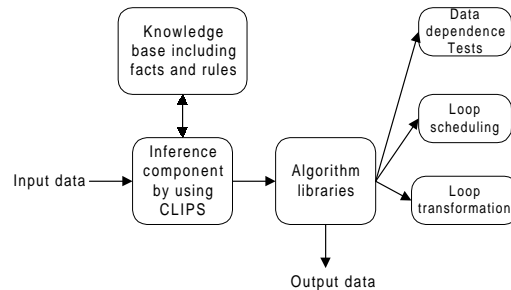 Knowledge
base including
facts and rules
Data
dependence
Tests
Loop
scheduling
Loop
transformation
Input data
Inference
component
by using
CLIPS
Algorithm
libraries
Output data